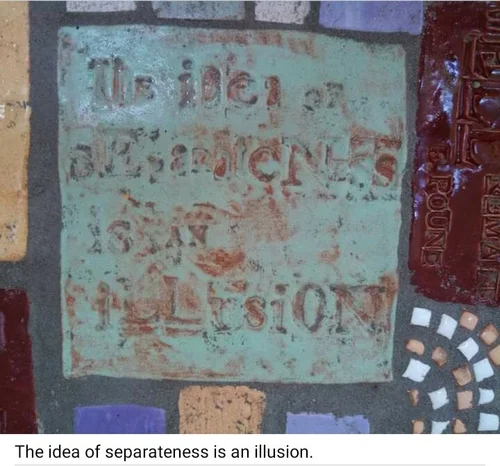 The idea of
SEparatENESS
is an
iLLusiON
The idea of separateness is an illusion.